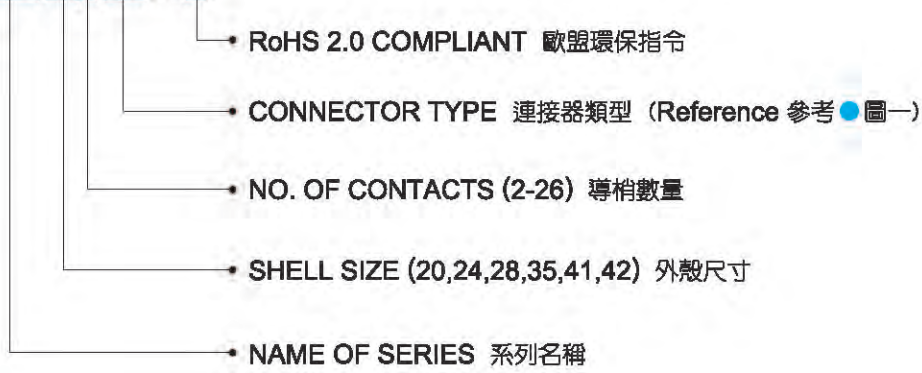 RoHS 2.0 COMPLIANT 歐盟環保指令
CONNECTOR TYPE 連接器類型 (Reference 參考●圖一)
NO. OF CONTACTS (2-26) 導梢數量
SHELL SIZE (20,24,28,35,41,42) 外殼尺寸
NAME OF SERIES 系列名稱